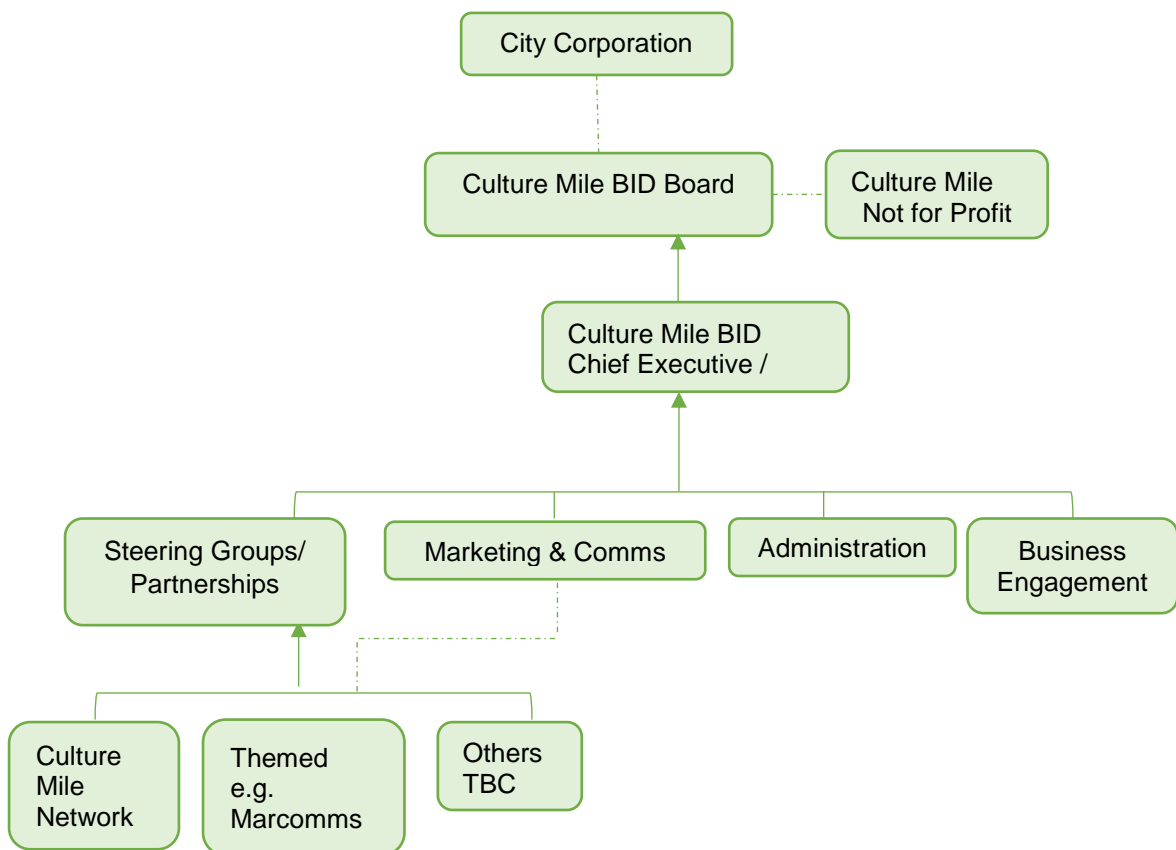 City Corporation
Culture Mile BID Board
Culture Mile
Not for Profit
Culture Mile BID
Chief Executive /
Steering Groups/
Partnerships
Marketing & Comms
Administration
Business
Engagement
Culture
Mile
Network
Themed
e.g.
Marcomms
Others
TBC